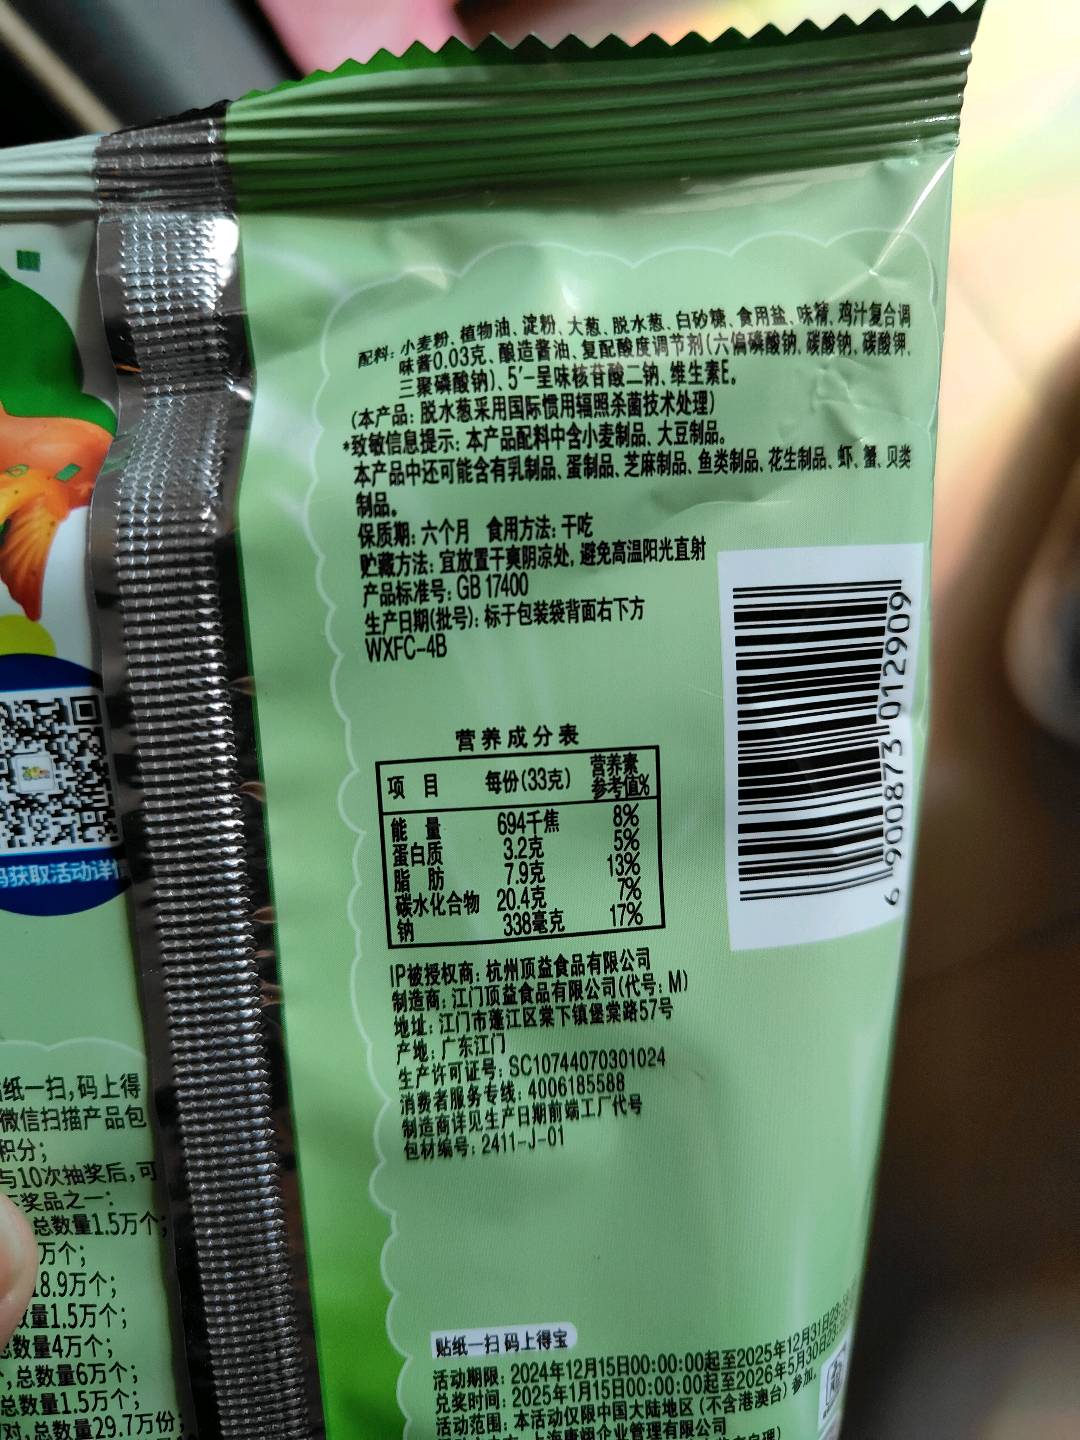 配料: 小麦粉、植物油、淀粉、大葱、脱水葱、白砂糖、食用盐、味精、鸡汁复合调
味酱0.03克、酿造酱油、复配酸度调节剂(六偏磷酸钠,碳酸钠,碳酸钾,
三聚磷酸钠)、5′-呈味核苷酸二钠、维生素E。
(本产品: 脱水葱采用国际惯用辐照杀菌技术处理)
*致敏信息提示: 本产品配料中含小麦制品、大豆制品。
本产品中还可能含有乳制品、蛋制品、芝麻制品、鱼类制品、花生制品、虾、蟹、贝类
制品。
保质期: 六个月 食用方法: 干吃
贮藏方法: 宜放置干爽阴凉处, 避免高温阳光直射
产品标准号: GB 17400
生产日期(批号): 标于包装袋背面右下方
WXFC-4B
6 900873 012909
营养成分表
项 目 每份(33克) 营养素参考值%
能 量 694千焦 8%
蛋白质 3.2克 5%
脂 肪 7.9克 13%
碳水化合物 20.4克 7%
钠 338毫克 17%
IP被授权商: 杭州顶益食品有限公司
制造商: 江门顶益食品有限公司(代号: M)
地址: 江门市蓬江区棠下镇堡棠路57号
产地: 广东江门
生产许可证号: SC10744070301024
消费者服务专线: 4006185588
制造商详见生产日期前端工厂代号
包材编号: 2411-J-01
贴纸一扫 码上得宝
活动期限: 2024年12月15日00:00:00起至2025年12月31日23:
兑奖时间: 2025年1月15日00:00:00起至2026年5月30日23:
活动范围: 本活动仅限中国大陆地区 (不含港澳台) 参加。
上海康翊企业管理有限公司
码获取活动详
纸一扫,码上得
微信扫描产品包
积分;
与10次抽奖后,可
奖品之一:
总数量1.5万个;
万个;
18.9万个;
量1.5万个;
数量4万个;
,总数量6万个;
总数量1.5万个;
对,总数量29.7万份;